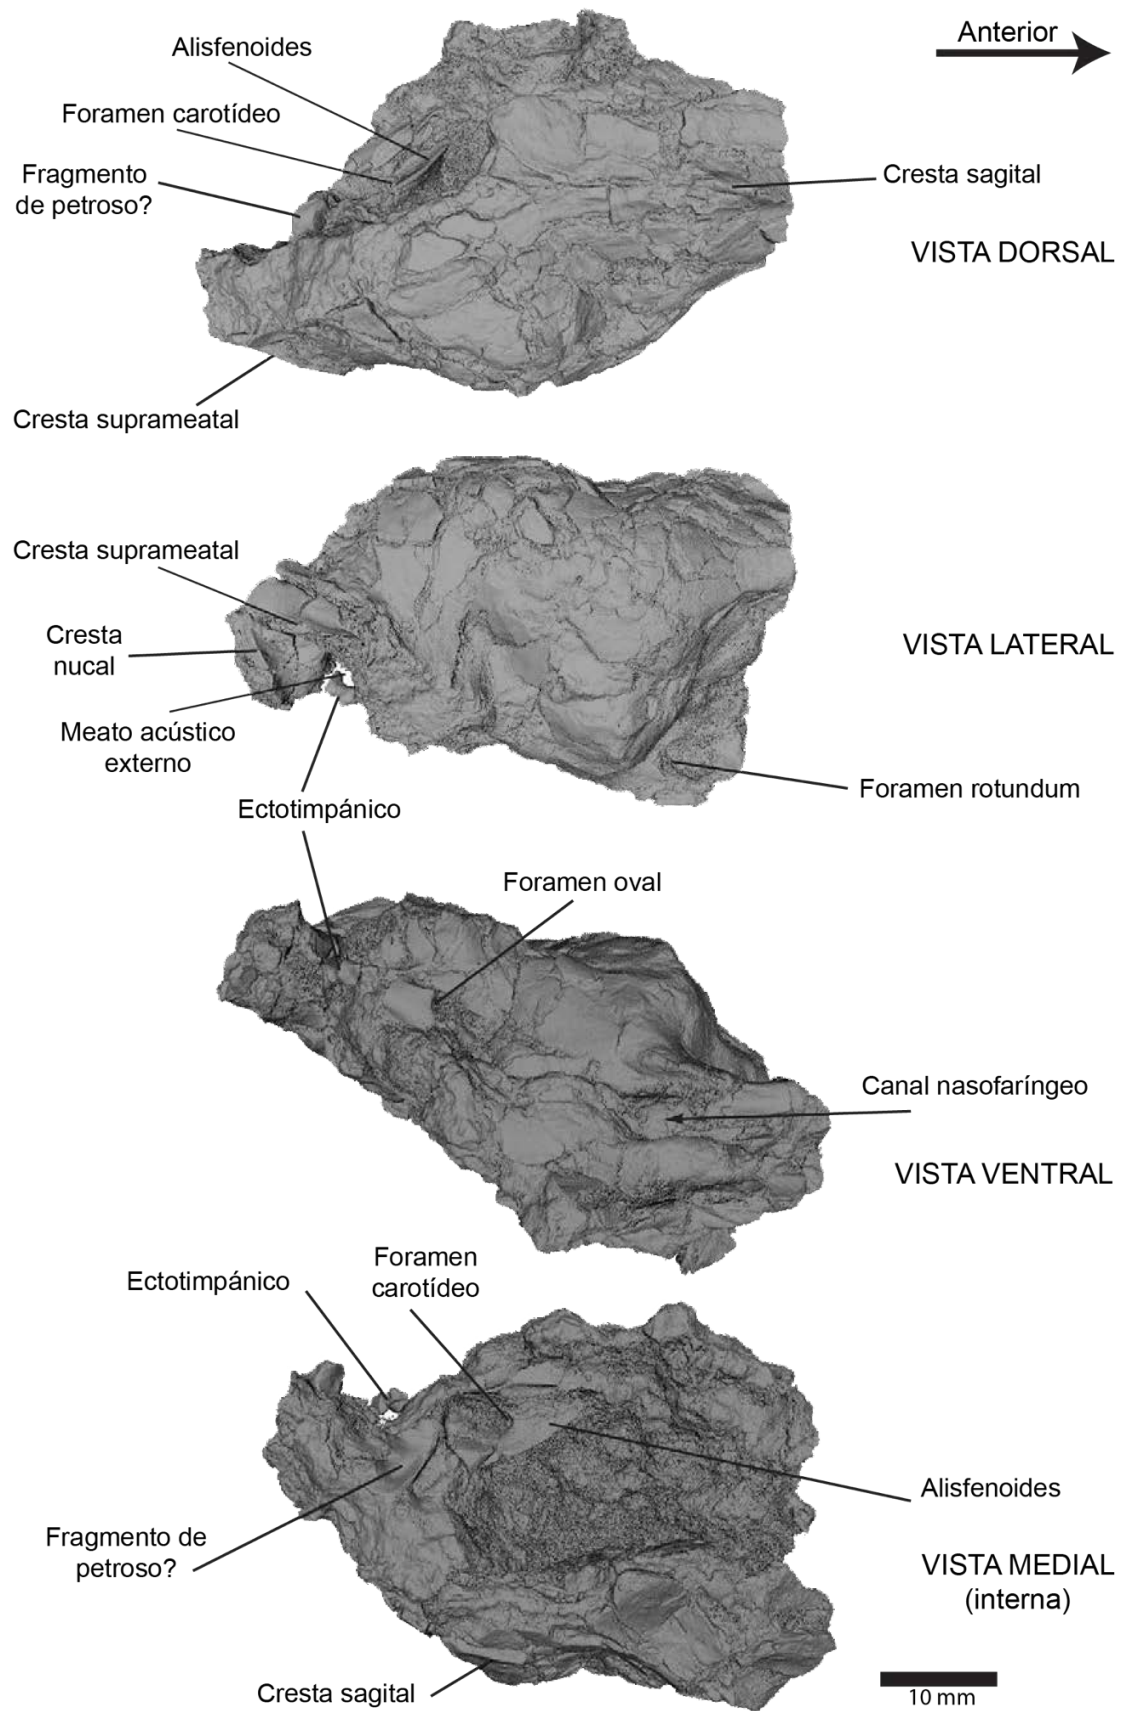 Anterior
Alisfenoides
Foramen carotídeo
Fragmento
de petroso?
Cresta sagital
VISTA DORSAL
Cresta suprameatal
Cresta suprameatal
Cresta
nucal
VISTA LATERAL
Meato acústico
externo
Foramen rotundum
Ectotimpánico
Foramen oval
Canal nasofaríngeo
VISTA VENTRAL
Foramen
carotídeo
Ectotimpánico
Alisfenoides
Fragmento de
petroso?
VISTA MEDIAL
(interna)
Cresta sagital
10 mm